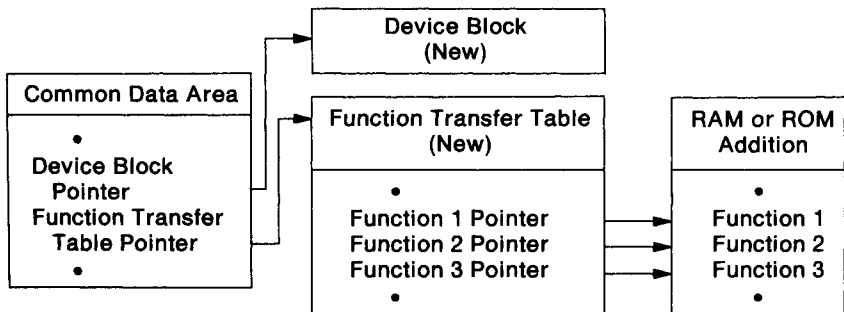 Device Block
(New)
Common Data Area
•
Device Block
Pointer
Function Transfer
Table Pointer
•
Function Transfer Table
(New)
•
Function 1 Pointer
Function 2 Pointer
Function 3 Pointer
•
RAM or ROM
Addition
•
Function 1
Function 2
Function 3
•